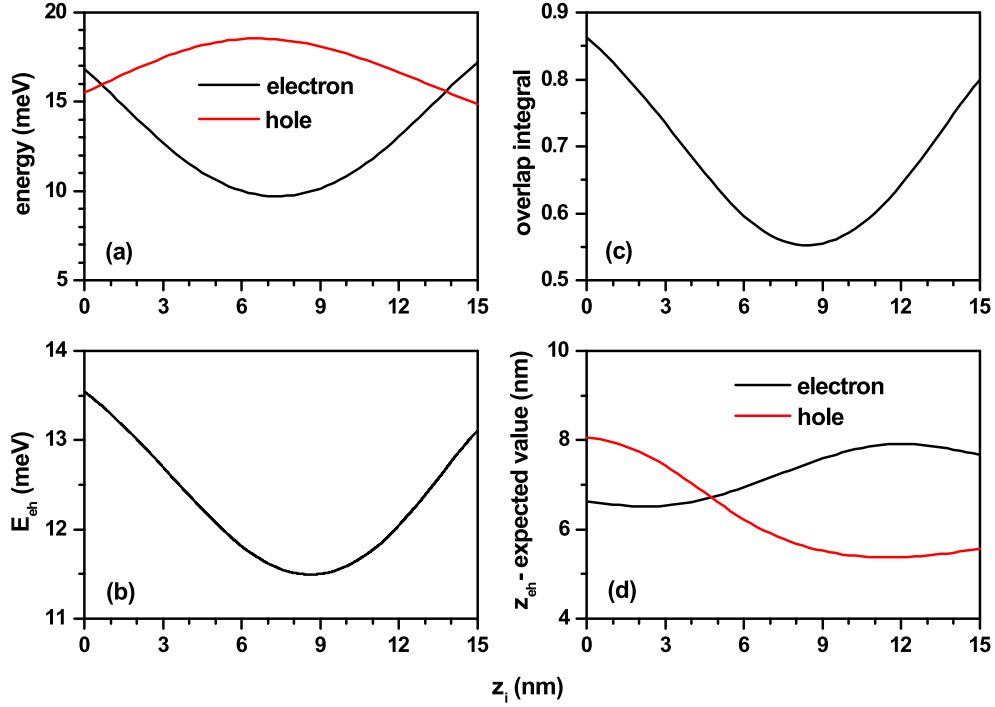 20
15
10
5
energy (meV)
electron
hole
(a)
0 3 6 9 12 15
0.9
0.8
0.7
0.6
0.5
overlap integral
(c)
0 3 6 9 12 15
14
13
12
11
E_eh (meV)
(b)
0 3 6 9 12 15
10
8
6
4
z_eh - expected value (nm)
electron
hole
(d)
0 3 6 9 12 15
z_i (nm)